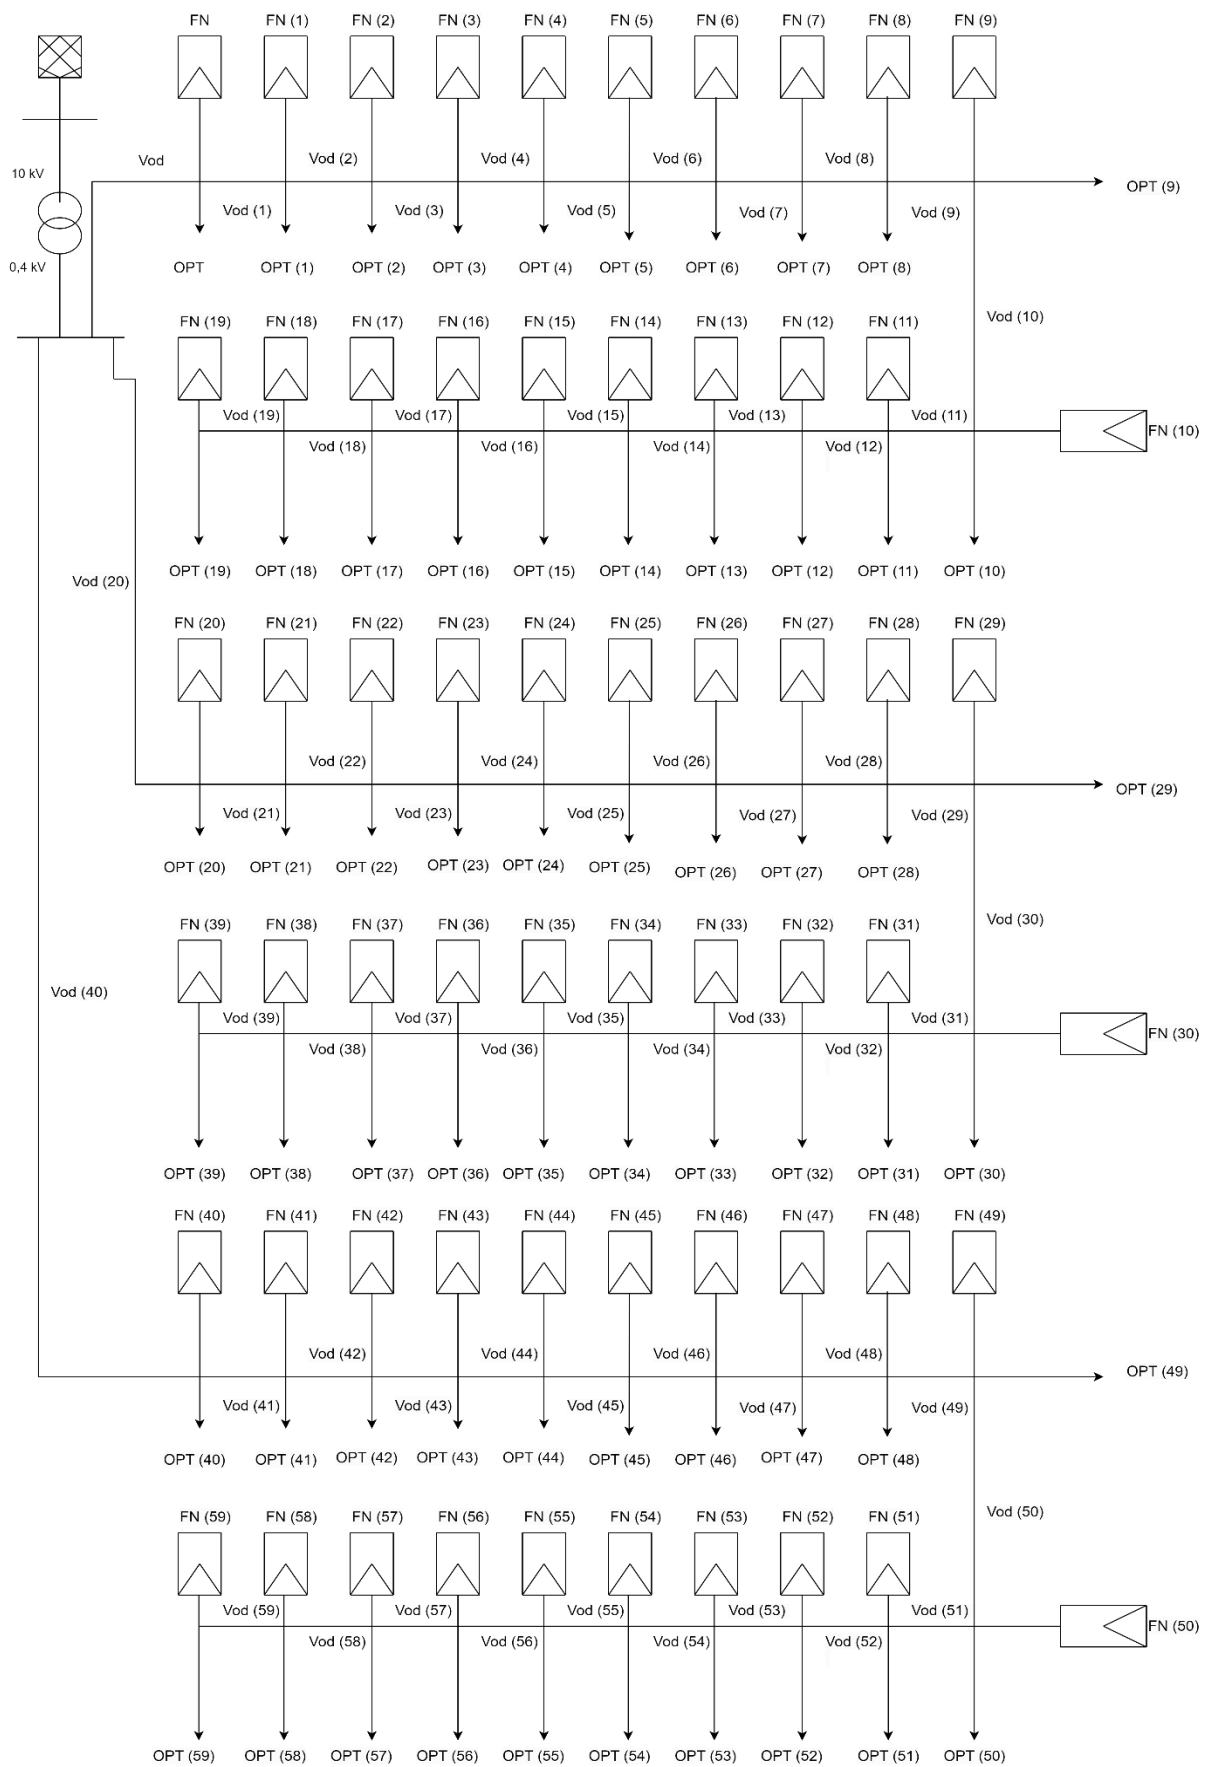 FN FN (1) FN (2) FN (3) FN (4) FN (5) FN (6) FN (7) FN (8) FN (9)
Vod Vod (2) Vod (4) Vod (6) Vod (8)
10 kV
OPT (9)
Vod (1) Vod (3) Vod (5) Vod (7) Vod (9)
0,4 kV OPT OPT (1) OPT (2) OPT (3) OPT (4) OPT (5) OPT (6) OPT (7) OPT (8)
Vod (10)
FN (19) FN (18) FN (17) FN (16) FN (15) FN (14) FN (13) FN (12) FN (11)
Vod (19) Vod (17) Vod (15) Vod (13) Vod (11)
FN (10)
Vod (18) Vod (16) Vod (14) Vod (12)
OPT (19) OPT (18) OPT (17) OPT (16) OPT (15) OPT (14) OPT (13) OPT (12) OPT (11) OPT (10)
Vod (20)
FN (20) FN (21) FN (22) FN (23) FN (24) FN (25) FN (26) FN (27) FN (28) FN (29)
Vod (22) Vod (24) Vod (26) Vod (28)
OPT (29)
Vod (21) Vod (23) Vod (25) Vod (27) Vod (29)
OPT (20) OPT (21) OPT (22) OPT (23) OPT (24) OPT (25) OPT (26) OPT (27) OPT (28)
Vod (30)
FN (39) FN (38) FN (37) FN (36) FN (35) FN (34) FN (33) FN (32) FN (31)
Vod (40)
Vod (39) Vod (37) Vod (35) Vod (33) Vod (31)
FN (30)
Vod (38) Vod (36) Vod (34) Vod (32)
OPT (39) OPT (38) OPT (37) OPT (36) OPT (35) OPT (34) OPT (33) OPT (32) OPT (31) OPT (30)
FN (40) FN (41) FN (42) FN (43) FN (44) FN (45) FN (46) FN (47) FN (48) FN (49)
Vod (42) Vod (44) Vod (46) Vod (48)
OPT (49)
Vod (41) Vod (43) Vod (45) Vod (47) Vod (49)
OPT (40) OPT (41) OPT (42) OPT (43) OPT (44) OPT (45) OPT (46) OPT (47) OPT (48)
Vod (50)
FN (59) FN (58) FN (57) FN (56) FN (55) FN (54) FN (53) FN (52) FN (51)
Vod (59) Vod (57) Vod (55) Vod (53) Vod (51)
FN (50)
Vod (58) Vod (56) Vod (54) Vod (52)
OPT (59) OPT (58) OPT (57) OPT (56) OPT (55) OPT (54) OPT (53) OPT (52) OPT (51) OPT (50)